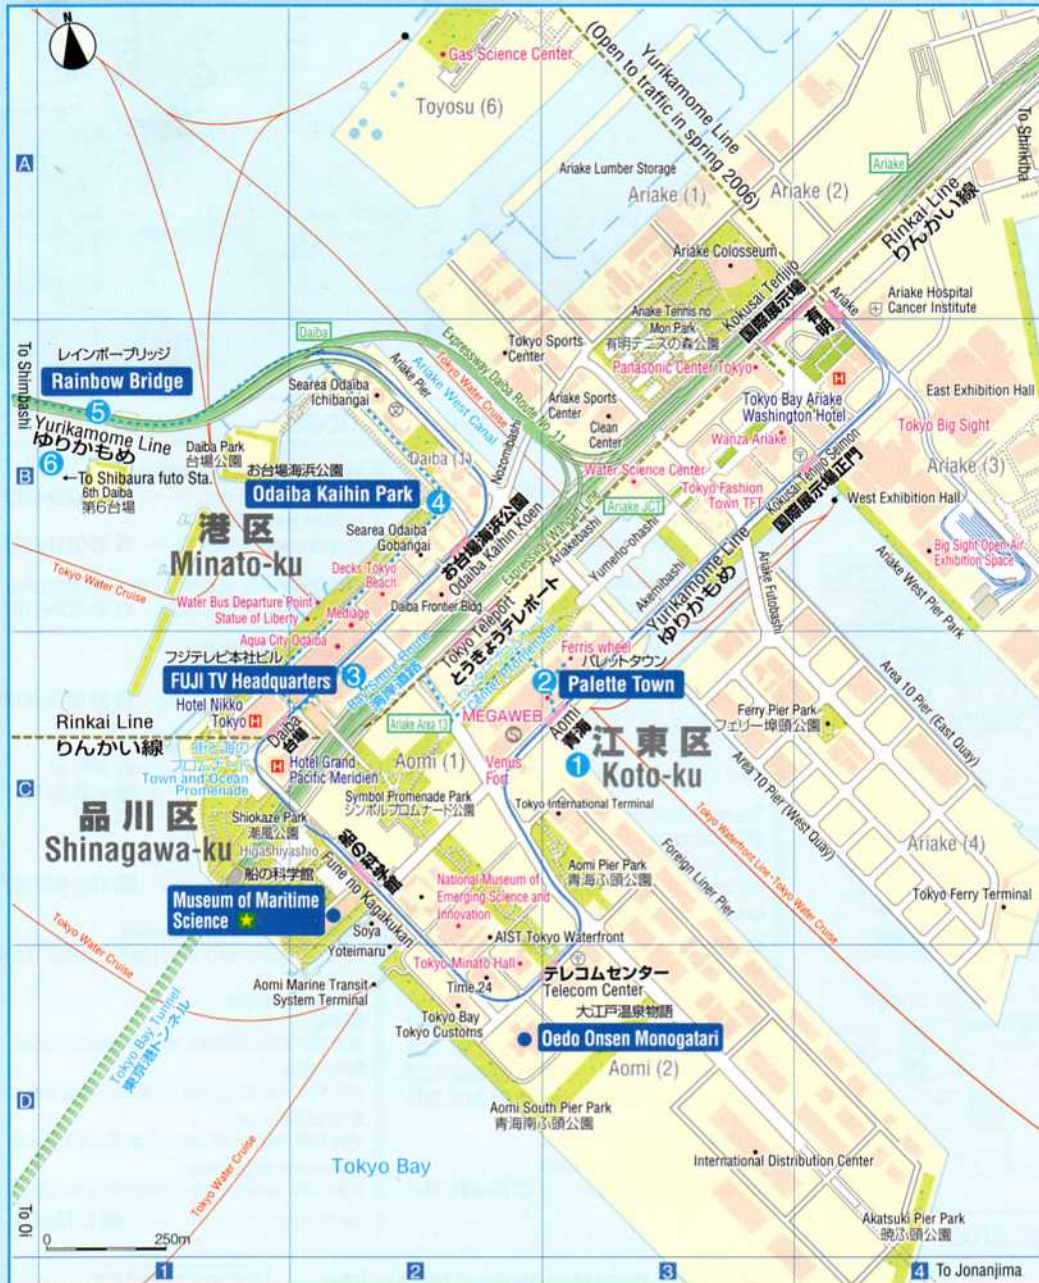 N
Gas Science Center
Toyosu (6)
Yurikamome Line
(Open to traffic in spring 2006)
To Shinkiba
A
Ariake
Ariake Lumber Storage
Ariake (1)
Ariake (2)
Rinkai Line
りんかい線
Ariake Colosseum
Kokusai Tenjijo
国際展示場
Ariake
有明
Ariake Hospital
Cancer Institute
Ariake Tennis no
Mori Park
有明テニスの森公園
Panasonic Center Tokyo
To Shimbashi
レインボーブリッジ
Rainbow Bridge
5
Daiba
Searea Odaiba
Ichibangai
Ariake Pier
Ariake West Canal
Tokyo Water Cruise
Expressway Daiba Route No. 11
Tokyo Sports
Center
Ariake Sports
Center
Clean
Center
H
Tokyo Bay Ariake
Washington Hotel
East Exhibition Hall
Tokyo Big Sight
Wanza Ariake
Yurikamome Line
ゆりかもめ
6
←To Shibaura futo Sta.
6th Daiba
第6台場
Daiba Park
台場公園
お台場海浜公園
Odaiba Kaihin Park
4
Daiba (1)
Nozomibashi
B
Water Science Center
Tokyo Fashion
Town TFT
Ariake JCT
Kokusai Tenjijo Seimon
国際展示場正門
Ariake (3)
West Exhibition Hall
Big Sight Open-Air
Exhibition Space
Ariake West Pier Park
港区
Minato-ku
Searea Odaiba
Gobangai
Decks Tokyo
Beach
お台場海浜公園
Odaiba Kaihin Koen
Daiba Frontier Bldg
Ariakebashi
Yumeno-ohashi
Akemibashi
Yurikamome Line
ゆりかもめ
Ariake Futobashi
Tokyo Water Cruise
Water Bus Departure Point
Statue of Liberty
Mediage
Aqua City Odaiba
フジテレビ本社ビル
FUJI TV Headquarters
3
Tokyo Teleport
とうきょうテレポート
Ferris wheel
パレットタウン
2
Palette Town
MEGAWEB
Aomi
青海
1
江東区
Koto-ku
Area 10 Pier (East Quay)
Ferry Pier Park
フェリー埠頭公園
Area 10 Pier (West Quay)
Hotel Nikko
Tokyo
H
Rinkai Line
りんかい線
Daiba
台場
Ariake Area 13
街と海の
プロムナード
Town and Ocean
Promenade
H
Hotel Grand
Pacific Meridien
Aomi (1)
Venus
Fort
C
品川区
Shinagawa-ku
Shiokaze Park
潮風公園
Higashiyashio
Symbol Promenade Park
シンボルプロムナード公園
Tokyo International Terminal
Tokyo Waterfront Line・Tokyo Water Cruise
Ariake (4)
船の科学館
Museum of Maritime
Science
船の科学館
Fune no Kagakukan
National Museum of
Emerging Science and
Innovation
Aomi Pier Park
青海ふ頭公園
Foreign Liner Pier
Tokyo Ferry Terminal
Soya
Yoteimaru
AIST Tokyo Waterfront
Tokyo Water Cruise
Tokyo Minato Hall
Time 24
テレコムセンター
Telecom Center
Aomi Marine Transit
System Terminal
Tokyo Bay
Tokyo Customs
大江戸温泉物語
Oedo Onsen Monogatari
Aomi (2)
Tokyo Bay Tunnel
東京港トンネル
D
Aomi South Pier Park
青海南ふ頭公園
Tokyo Water Cruise
Tokyo Bay
International Distribution Center
To Oi
Akatsuki Pier Park
暁ふ頭公園
0 250m
1 2 3 4 To Jonanjima